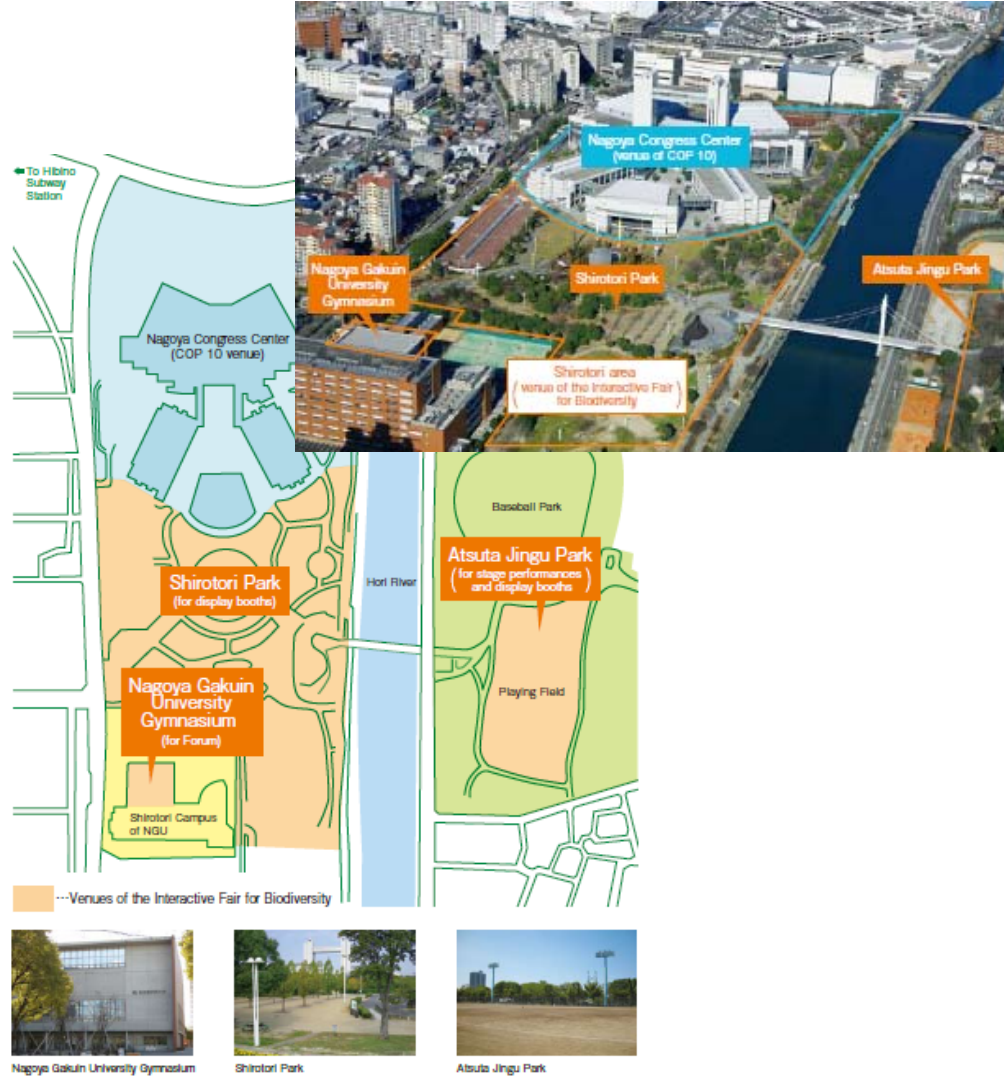 Nagoya Congress Center
(venue of COP 10)
Nagoya Gakuin
University
Gymnasium
Shirotori Park
Atsuta Jingu Park
Shirotori area
(venue of the Interactive Fair
for Biodiversity)
To Hibino
Subway
Station
Nagoya Congress Center
(COP 10 venue)
Baseball Park
Atsuta Jingu Park
(for stage performances
and display booths)
Hori River
Shirotori Park
(for display booths)
Nagoya Gakuin
University
Gymnasium
(for Forum)
Playing Field
Shirotori Campus
of NGU
···Venues of the Interactive Fair for Biodiversity
Nagoya Gakuin University Gymnasium
Shirotori Park
Atsuta Jingu Park